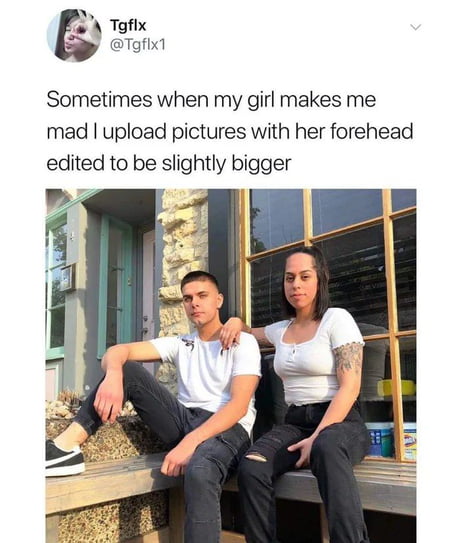 Tgflx
@Tgflx1
Sometimes when my girl makes me
mad I upload pictures with her forehead
edited to be slightly bigger